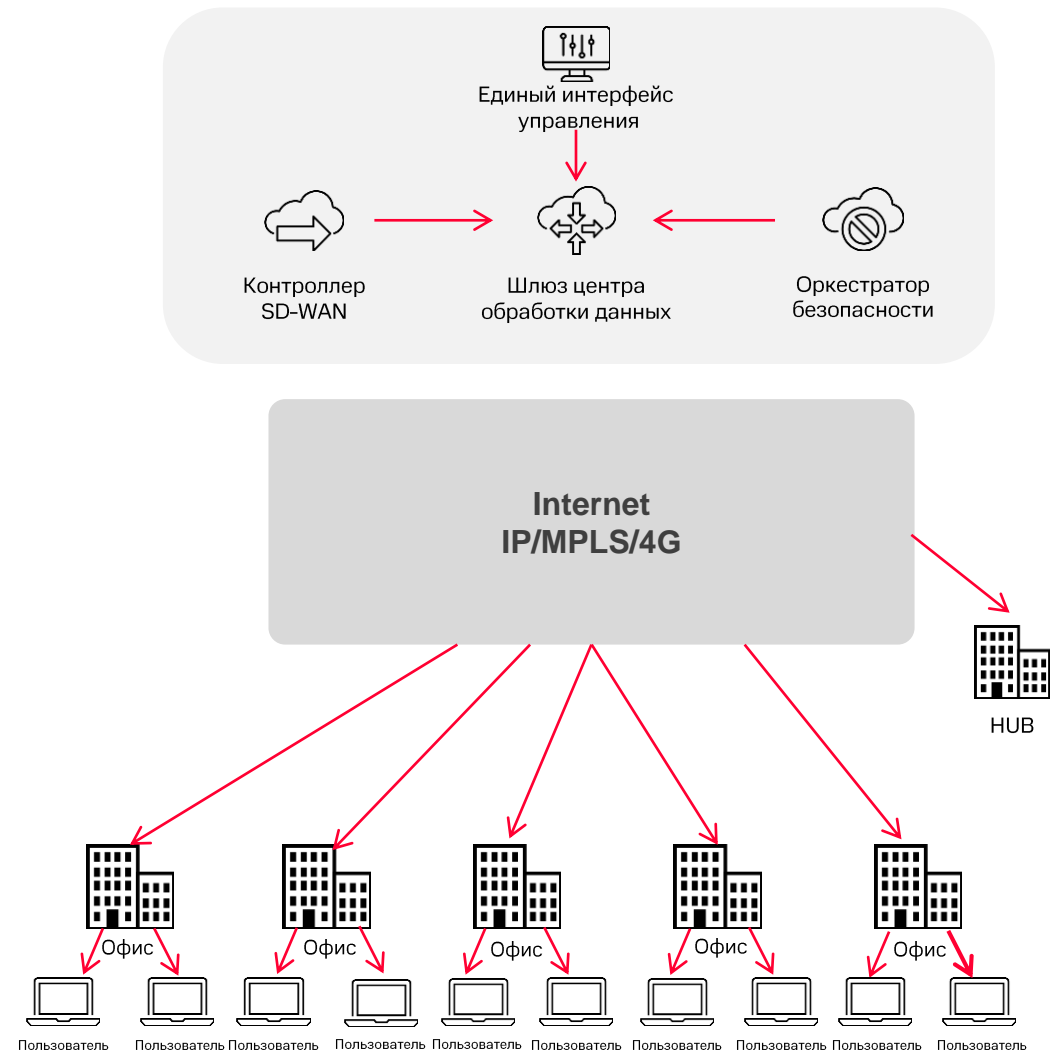 Единый интерфейс
управления
Контроллер
SD-WAN
Шлюз центра
обработки данных
Оркестратор
безопасности
Internet
IP/MPLS/4G
HUB
Офис
Офис
Офис
Офис
Офис
Пользователь
Пользователь
Пользователь
Пользователь
Пользователь
Пользователь
Пользователь
Пользователь
Пользователь
Пользователь